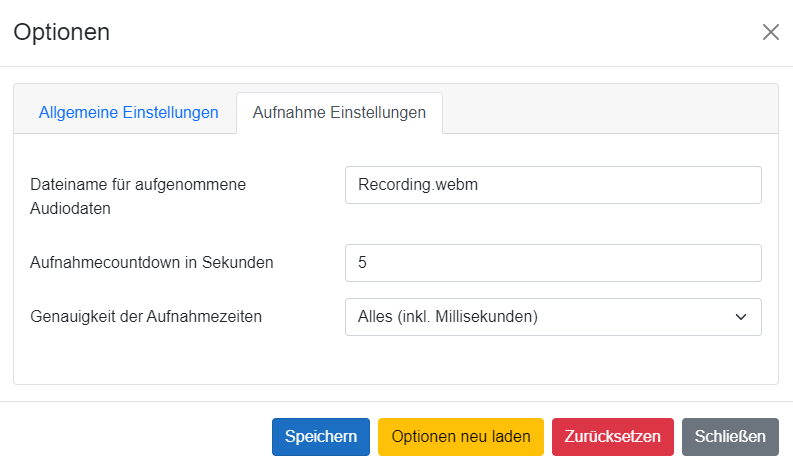 Optionen
Allgemeine Einstellungen
Aufnahme Einstellungen
Dateiname für aufgenommene
Audiodaten
Recording.webm
Aufnahmecountdown in Sekunden
5
Genauigkeit der Aufnahmezeiten
Alles (inkl. Millisekunden)
Speichern
Optionen neu laden
Zurücksetzen
Schließen